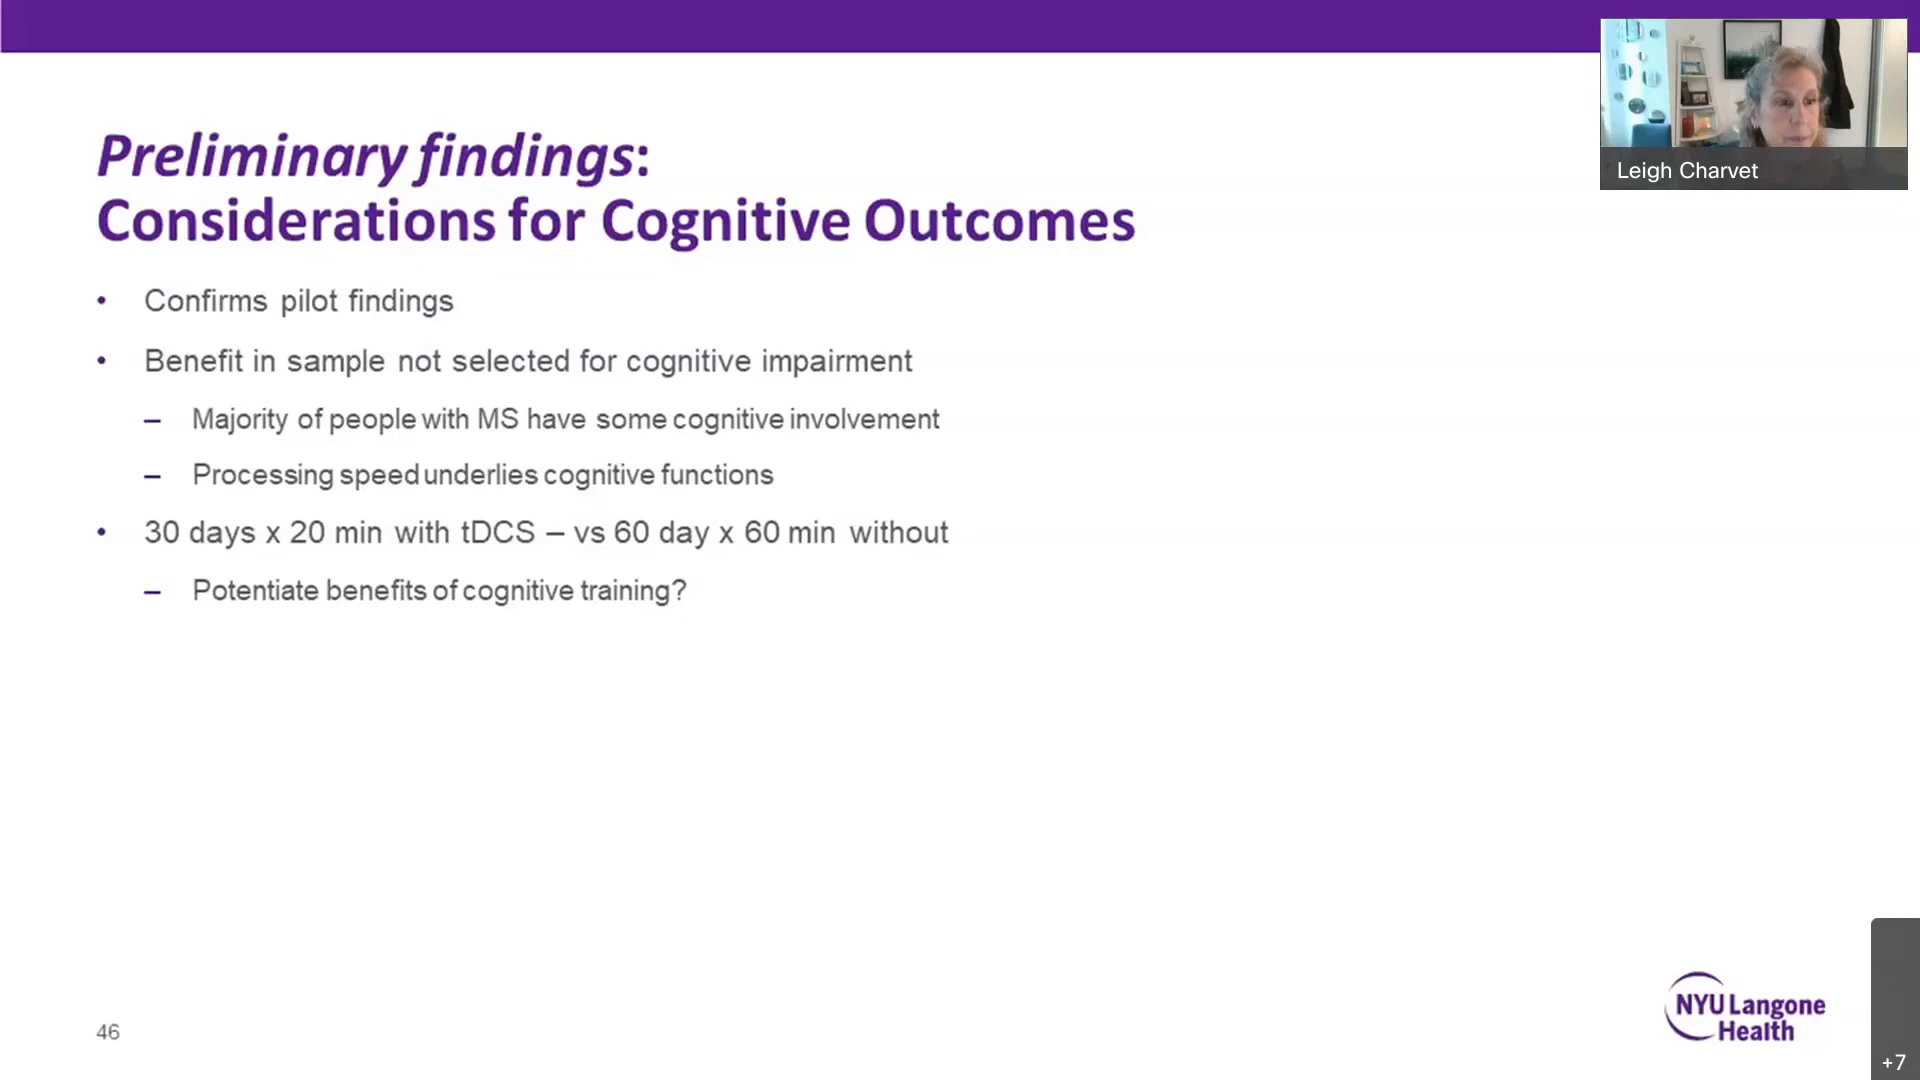 Preliminary findings:
Considerations for Cognitive Outcomes
• Confirms pilot findings
• Benefit in sample not selected for cognitive impairment
– Majority of people with MS have some cognitive involvement
– Processing speed underlies cognitive functions
• 30 days x 20 min with tDCS – vs 60 day x 60 min without
– Potentiate benefits of cognitive training?
Leigh Charvet
46
NYU Langone
Health
+7